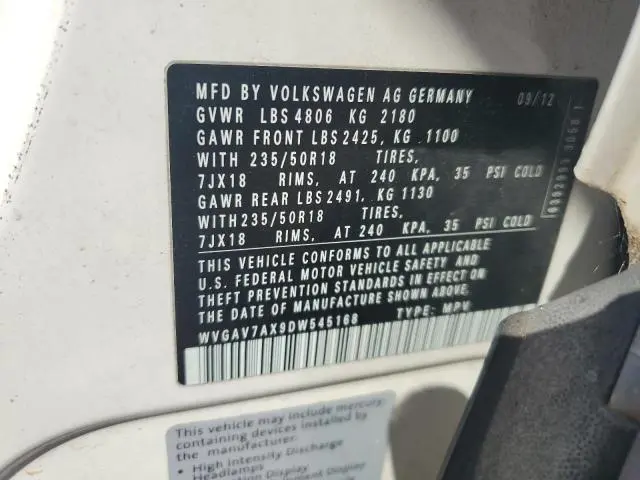 MFD BY VOLKSWAGEN AG GERMANY 09/12
GVWR LBS 4806 KG 2180
GAWR FRONT LBS 2425, KG 1100
WITH 235/50R18 TIRES,
7JX18 RIMS, AT 240 KPA, 35 PSI COLD
GAWR REAR LBS 2491, KG 1130
WITH 235/50R18 TIRES,
7JX18 RIMS, AT 240 KPA, 35 PSI COLD
THIS VEHICLE CONFORMS TO ALL APPLICABLE
U.S. FEDERAL MOTOR VEHICLE SAFETY AND
THEFT PREVENTION STANDARDS IN EFFECT ON
THE DATE OF MANUFACTURE SHOWN ABOVE.
WVGAV7AX9DW545168 TYPE: MPV
This vehicle may include mercury
containing devices installed by
the manufacturer:
• High Intensity Discharge
Headlamps
Display
Display